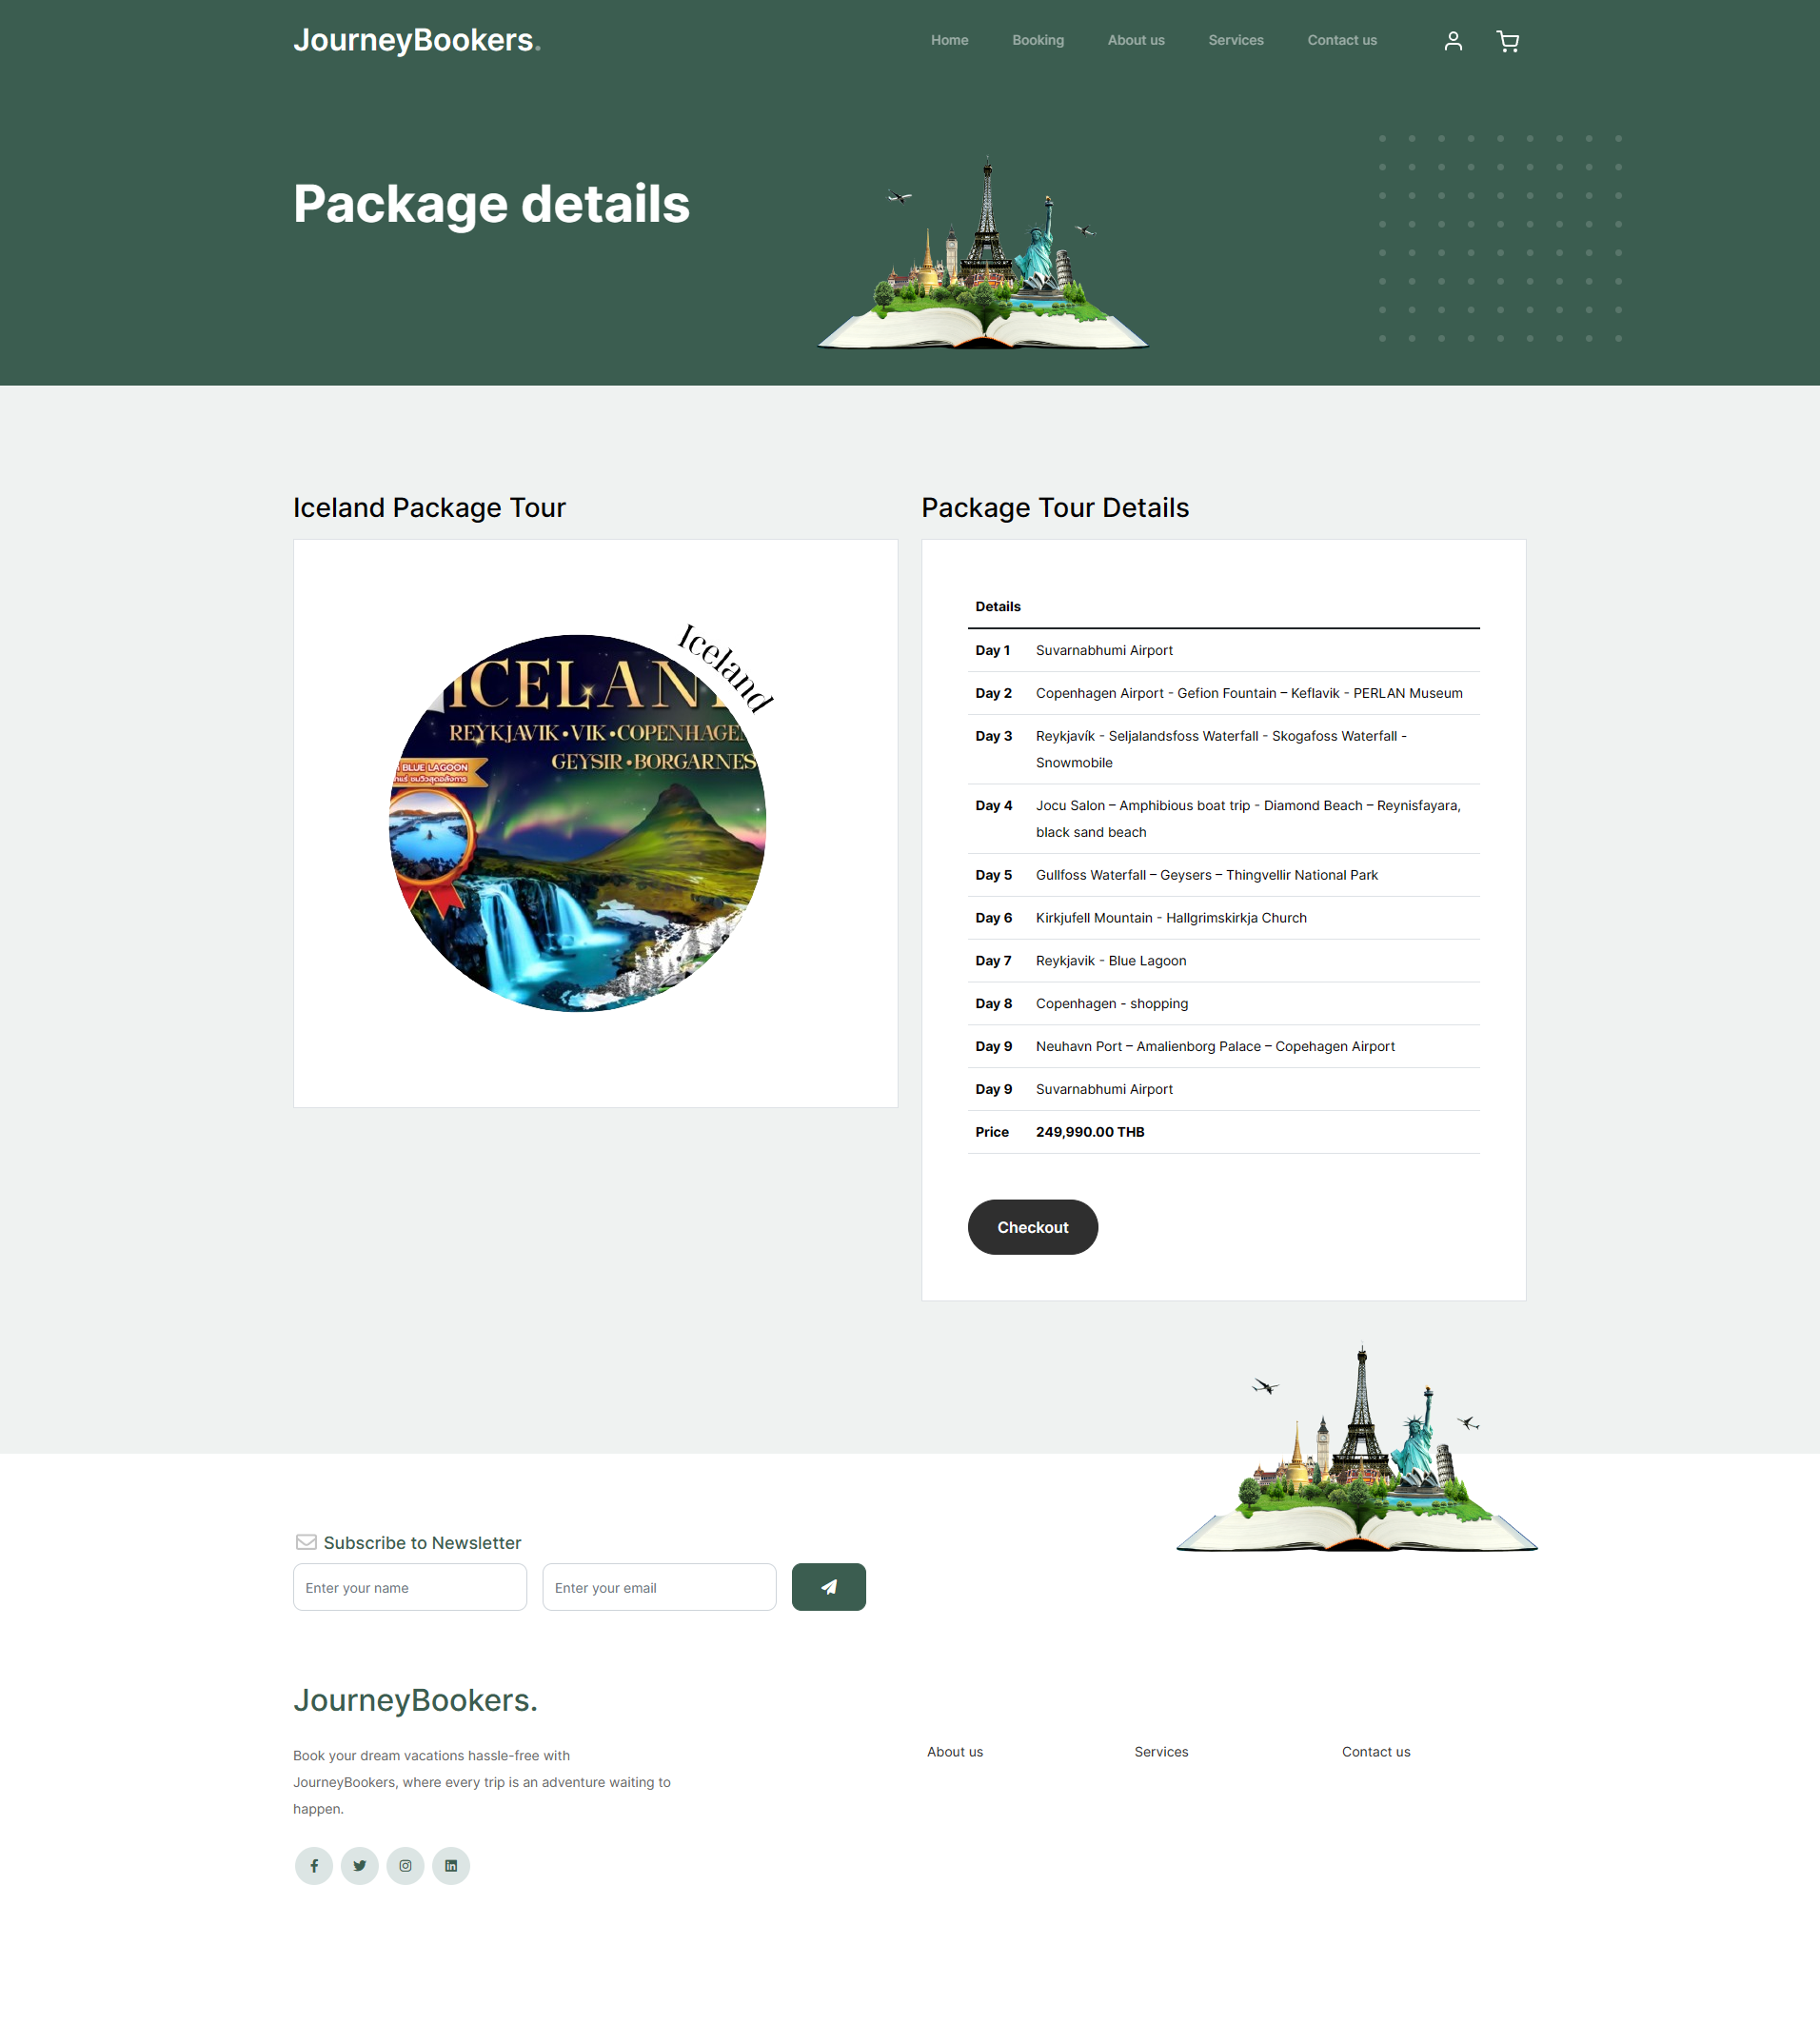 JourneyBookers.
Home Booking About us Services Contact us
Package details
Iceland Package Tour
Iceland
ICELAN
REYKJAVIK • VIK • COPENHAGE
GEYSIR • BORGARNES
BLUE LAGOON
Package Tour Details
Details
Day 1 Suvarnabhumi Airport
Day 2 Copenhagen Airport - Gefion Fountain – Keflavik - PERLAN Museum
Day 3 Reykjavík - Seljalandsfoss Waterfall - Skogafoss Waterfall -
Snowmobile
Day 4 Jocu Salon – Amphibious boat trip - Diamond Beach – Reynisfayara,
black sand beach
Day 5 Gullfoss Waterfall – Geysers – Thingvellir National Park
Day 6 Kirkjufell Mountain - Hallgrimskirkja Church
Day 7 Reykjavik - Blue Lagoon
Day 8 Copenhagen - shopping
Day 9 Neuhavn Port – Amalienborg Palace – Copehagen Airport
Day 9 Suvarnabhumi Airport
Price 249,990.00 THB
Checkout
Subscribe to Newsletter
Enter your name
Enter your email
JourneyBookers.
Book your dream vacations hassle-free with
JourneyBookers, where every trip is an adventure waiting to
happen.
About us
Services
Contact us